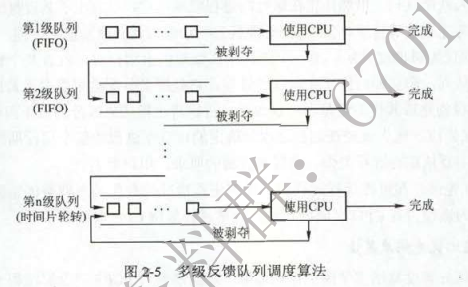 第1级队列
(FIFO)
使用CPU
完成
被剥夺
第2级队列
(FIFO)
使用CPU
完成
被剥夺
第n级队列
(时间片轮转)
使用CPU
完成
被剥夺
图 2-5 多级反馈队列调度算法
料群：6701